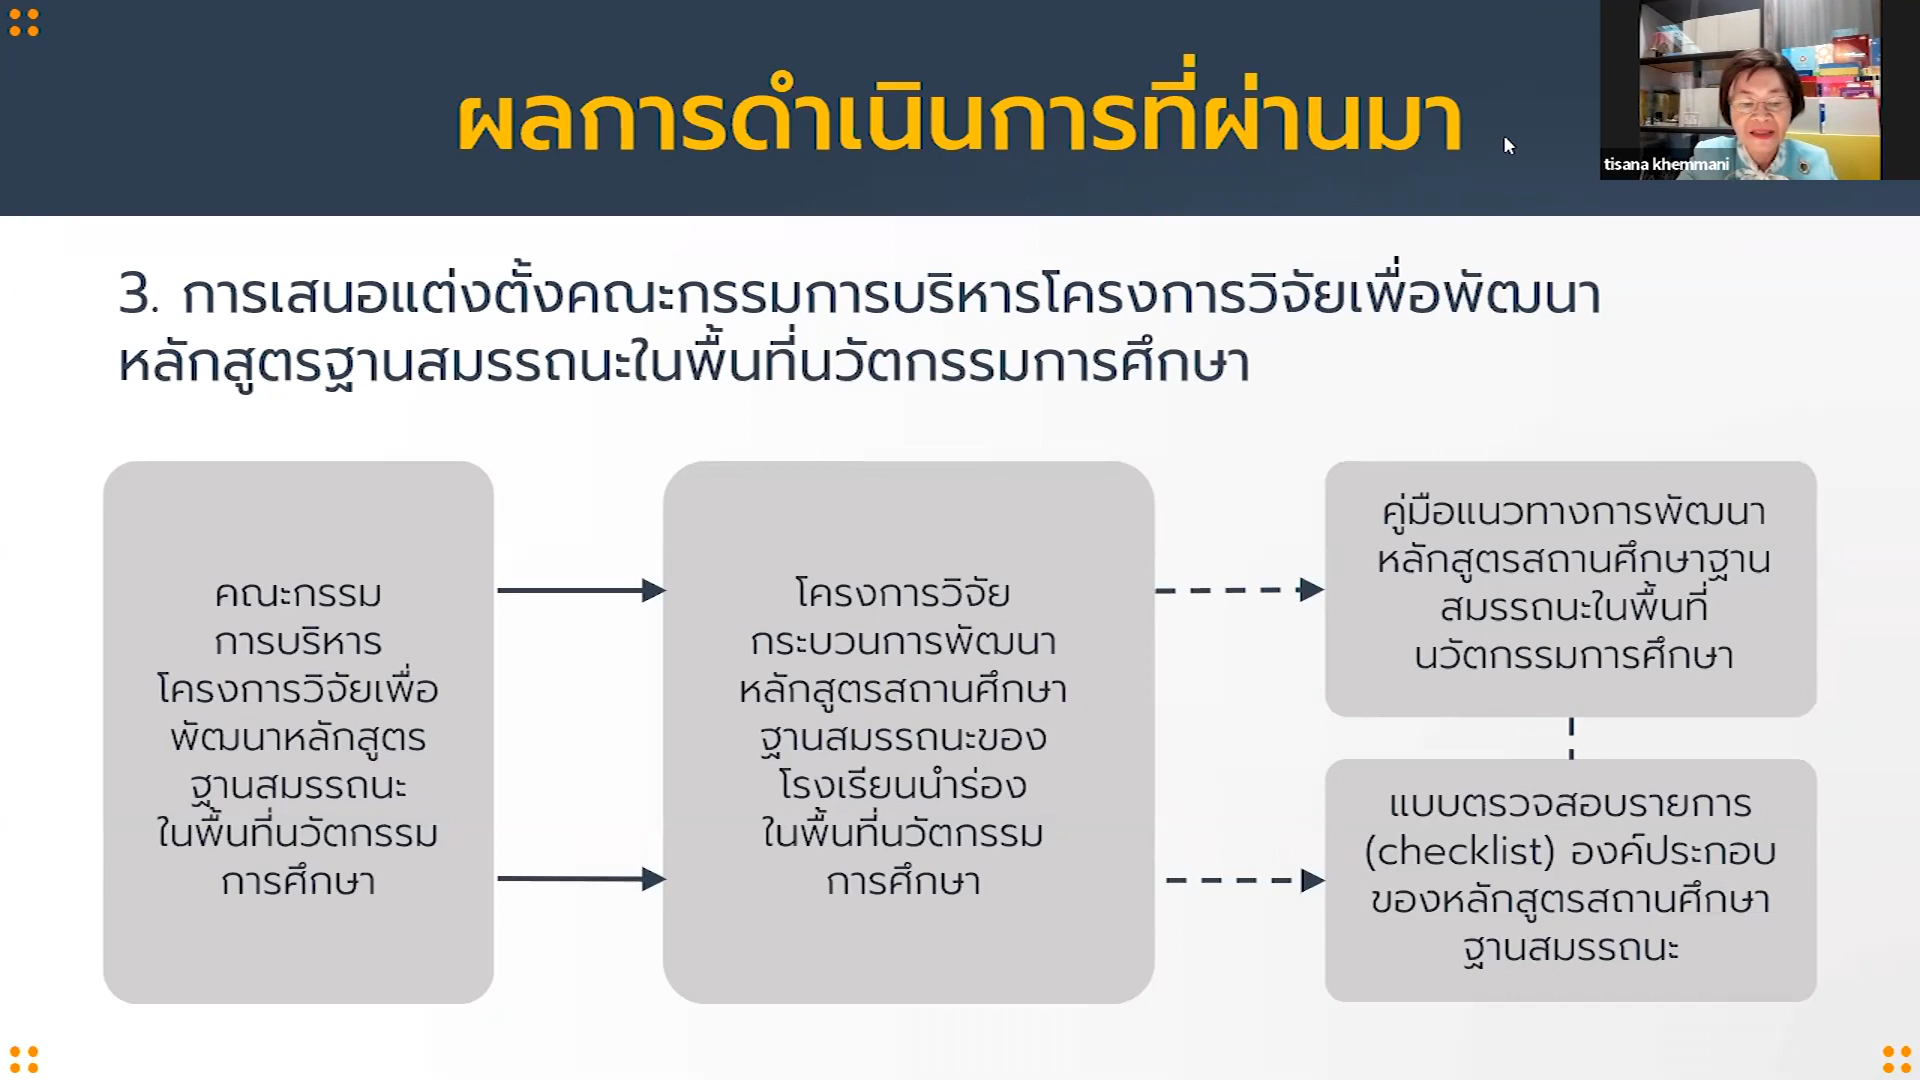 ผลการดำเนินการที่ผ่านมา
tisana khemmani
3. การเสนอแต่งตั้งคณะกรรมการบริหารโครงการวิจัยเพื่อพัฒนา
หลักสูตรฐานสมรรถนะในพื้นที่นวัตกรรมการศึกษา
คณะกรรม
การบริหาร
โครงการวิจัยเพื่อ
พัฒนาหลักสูตร
ฐานสมรรถนะ
ในพื้นที่นวัตกรรม
การศึกษา
โครงการวิจัย
กระบวนการพัฒนา
หลักสูตรสถานศึกษา
ฐานสมรรถนะของ
โรงเรียนนำร่อง
ในพื้นที่นวัตกรรม
การศึกษา
คู่มือแนวทางการพัฒนา
หลักสูตรสถานศึกษาฐาน
สมรรถนะในพื้นที่
นวัตกรรมการศึกษา
แบบตรวจสอบรายการ
(checklist) องค์ประกอบ
ของหลักสูตรสถานศึกษา
ฐานสมรรถนะ